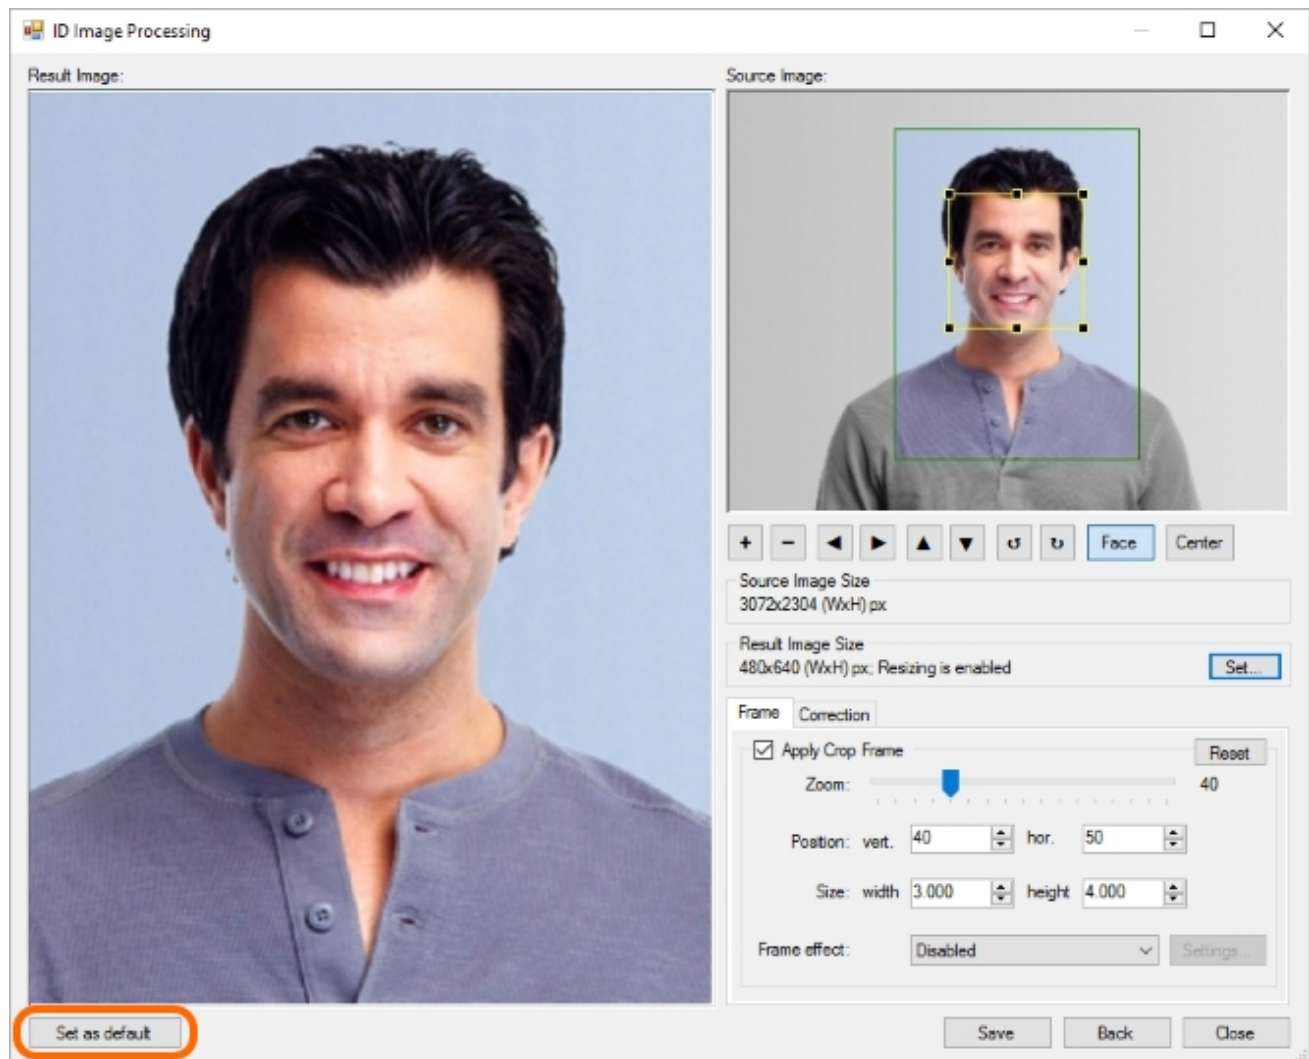 ID Image Processing
Result Image:
Source Image:
+ - ◀ ▶ ▲ ▼ ↺ ↻ Face Center
Source Image Size
3072x2304 (WxH) px
Result Image Size
480x640 (WxH) px; Resizing is enabled Set...
Frame Correction
Apply Crop Frame Reset
Zoom: 40
Position: vert. 40 hor. 50
Size: width 3.000 height 4.000
Frame effect: Disabled Settings...
Set as default Save Back Close